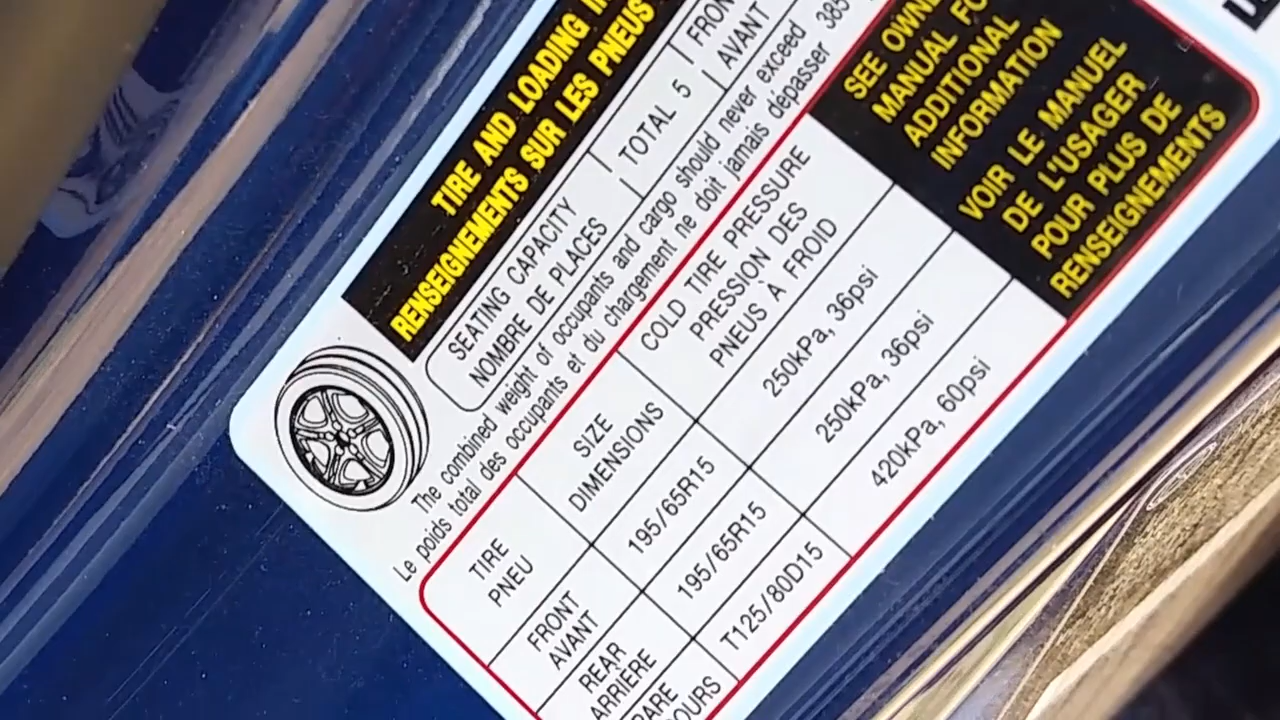 TIRE AND LOADING
RENSEIGNEMENTS SUR LES PNEUS
SEATING CAPACITY
NOMBRE DE PLACES
TOTAL 5
AVANT
The combined weight of occupants and cargo should never exceed 385
Le poids total des occupants et du chargement ne doit jamais dépasser
TIRE
PNEU
SIZE
DIMENSIONS
COLD TIRE PRESSURE
PRESSION DES
PNEUS À FROID
FRONT
AVANT
195/65R15
250kPa, 36psi
REAR
ARRIÈRE
195/65R15
250kPa, 36psi
T125/80D15
420kPa, 60psi
SEE
MANUAL
ADDITIONAL
INFORMATION
VOIR LE MANUEL
DE L'USAGER
POUR PLUS DE
RENSEIGNEMENTS